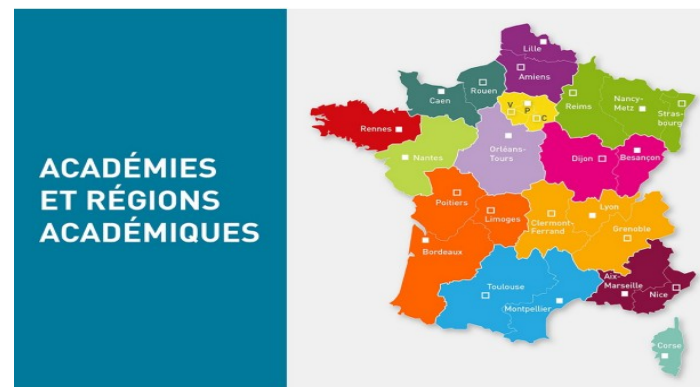 ACADÉMIES
ET RÉGIONS
ACADÉMIQUES
Lille
Amiens
Rouen
Caen
Reims
Nancy-
Metz
Stras-
bourg
V
P
C
Rennes
Nantes
Orléans-
Tours
Dijon
Besançon
Poitiers
Limoges
Clermont-
Ferrand
Lyon
Grenoble
Bordeaux
Toulouse
Montpellier
Aix-
Marseille
Nice
Corse